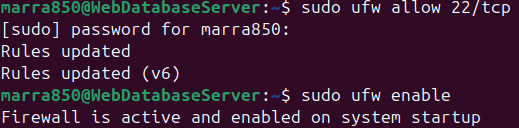 marra850@WebDatabaseServer:~$ sudo ufw allow 22/tcp
[sudo] password for marra850:
Rules updated
Rules updated (v6)
marra850@WebDatabaseServer:~$ sudo ufw enable
Firewall is active and enabled on system startup